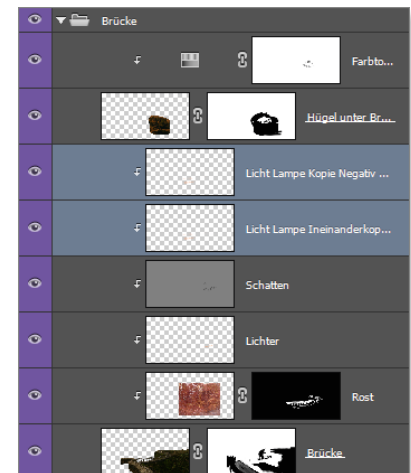 Brücke
Farbto...
Hügel unter Br...
Licht Lampe Kopie Negativ ...
Licht Lampe Ineinanderkop...
Schatten
Lichter
Rost
Brücke